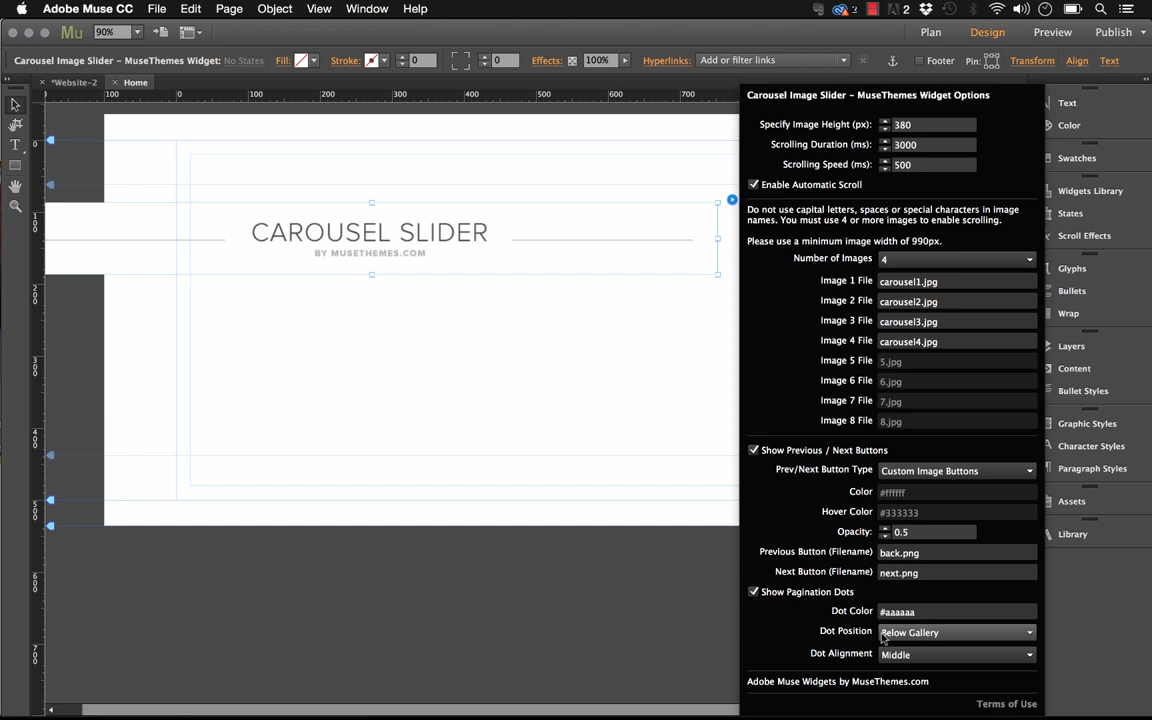 Adobe Muse CC File Edit Page Object View Window Help 2 2
Mu 90% Plan Design Preview Publish
Carousel Image Slider – MuseThemes Widget: No States Fill: Stroke: 0 0 Effects: 100% Hyperlinks: Add or filter links Footer Pin: Transform Align Text
× *Website-2 × Home
100 0 100 200 300 400 500 600 700
0
100
200
300
400
500
600
700
CAROUSEL SLIDER
BY MUSETHEMES.COM
Carousel Image Slider – MuseThemes Widget Options
Specify Image Height (px): 380
Scrolling Duration (ms): 3000
Scrolling Speed (ms): 500
Enable Automatic Scroll
Do not use capital letters, spaces or special characters in image
names. You must use 4 or more images to enable scrolling.
Please use a minimum image width of 990px.
Number of Images 4
Image 1 File carousel1.jpg
Image 2 File carousel2.jpg
Image 3 File carousel3.jpg
Image 4 File carousel4.jpg
Image 5 File 5.jpg
Image 6 File 6.jpg
Image 7 File 7.jpg
Image 8 File 8.jpg
Show Previous / Next Buttons
Prev/Next Button Type Custom Image Buttons
Color #ffffff
Hover Color #333333
Opacity: 0.5
Previous Button (Filename) back.png
Next Button (Filename) next.png
Show Pagination Dots
Dot Color #aaaaaa
Dot Position Below Gallery
Dot Alignment Middle
Adobe Muse Widgets by MuseThemes.com
Terms of Use
Text
Color
Swatches
Widgets Library
States
Scroll Effects
Glyphs
Bullets
Wrap
Layers
Content
Bullet Styles
Graphic Styles
Character Styles
Paragraph Styles
Assets
Library